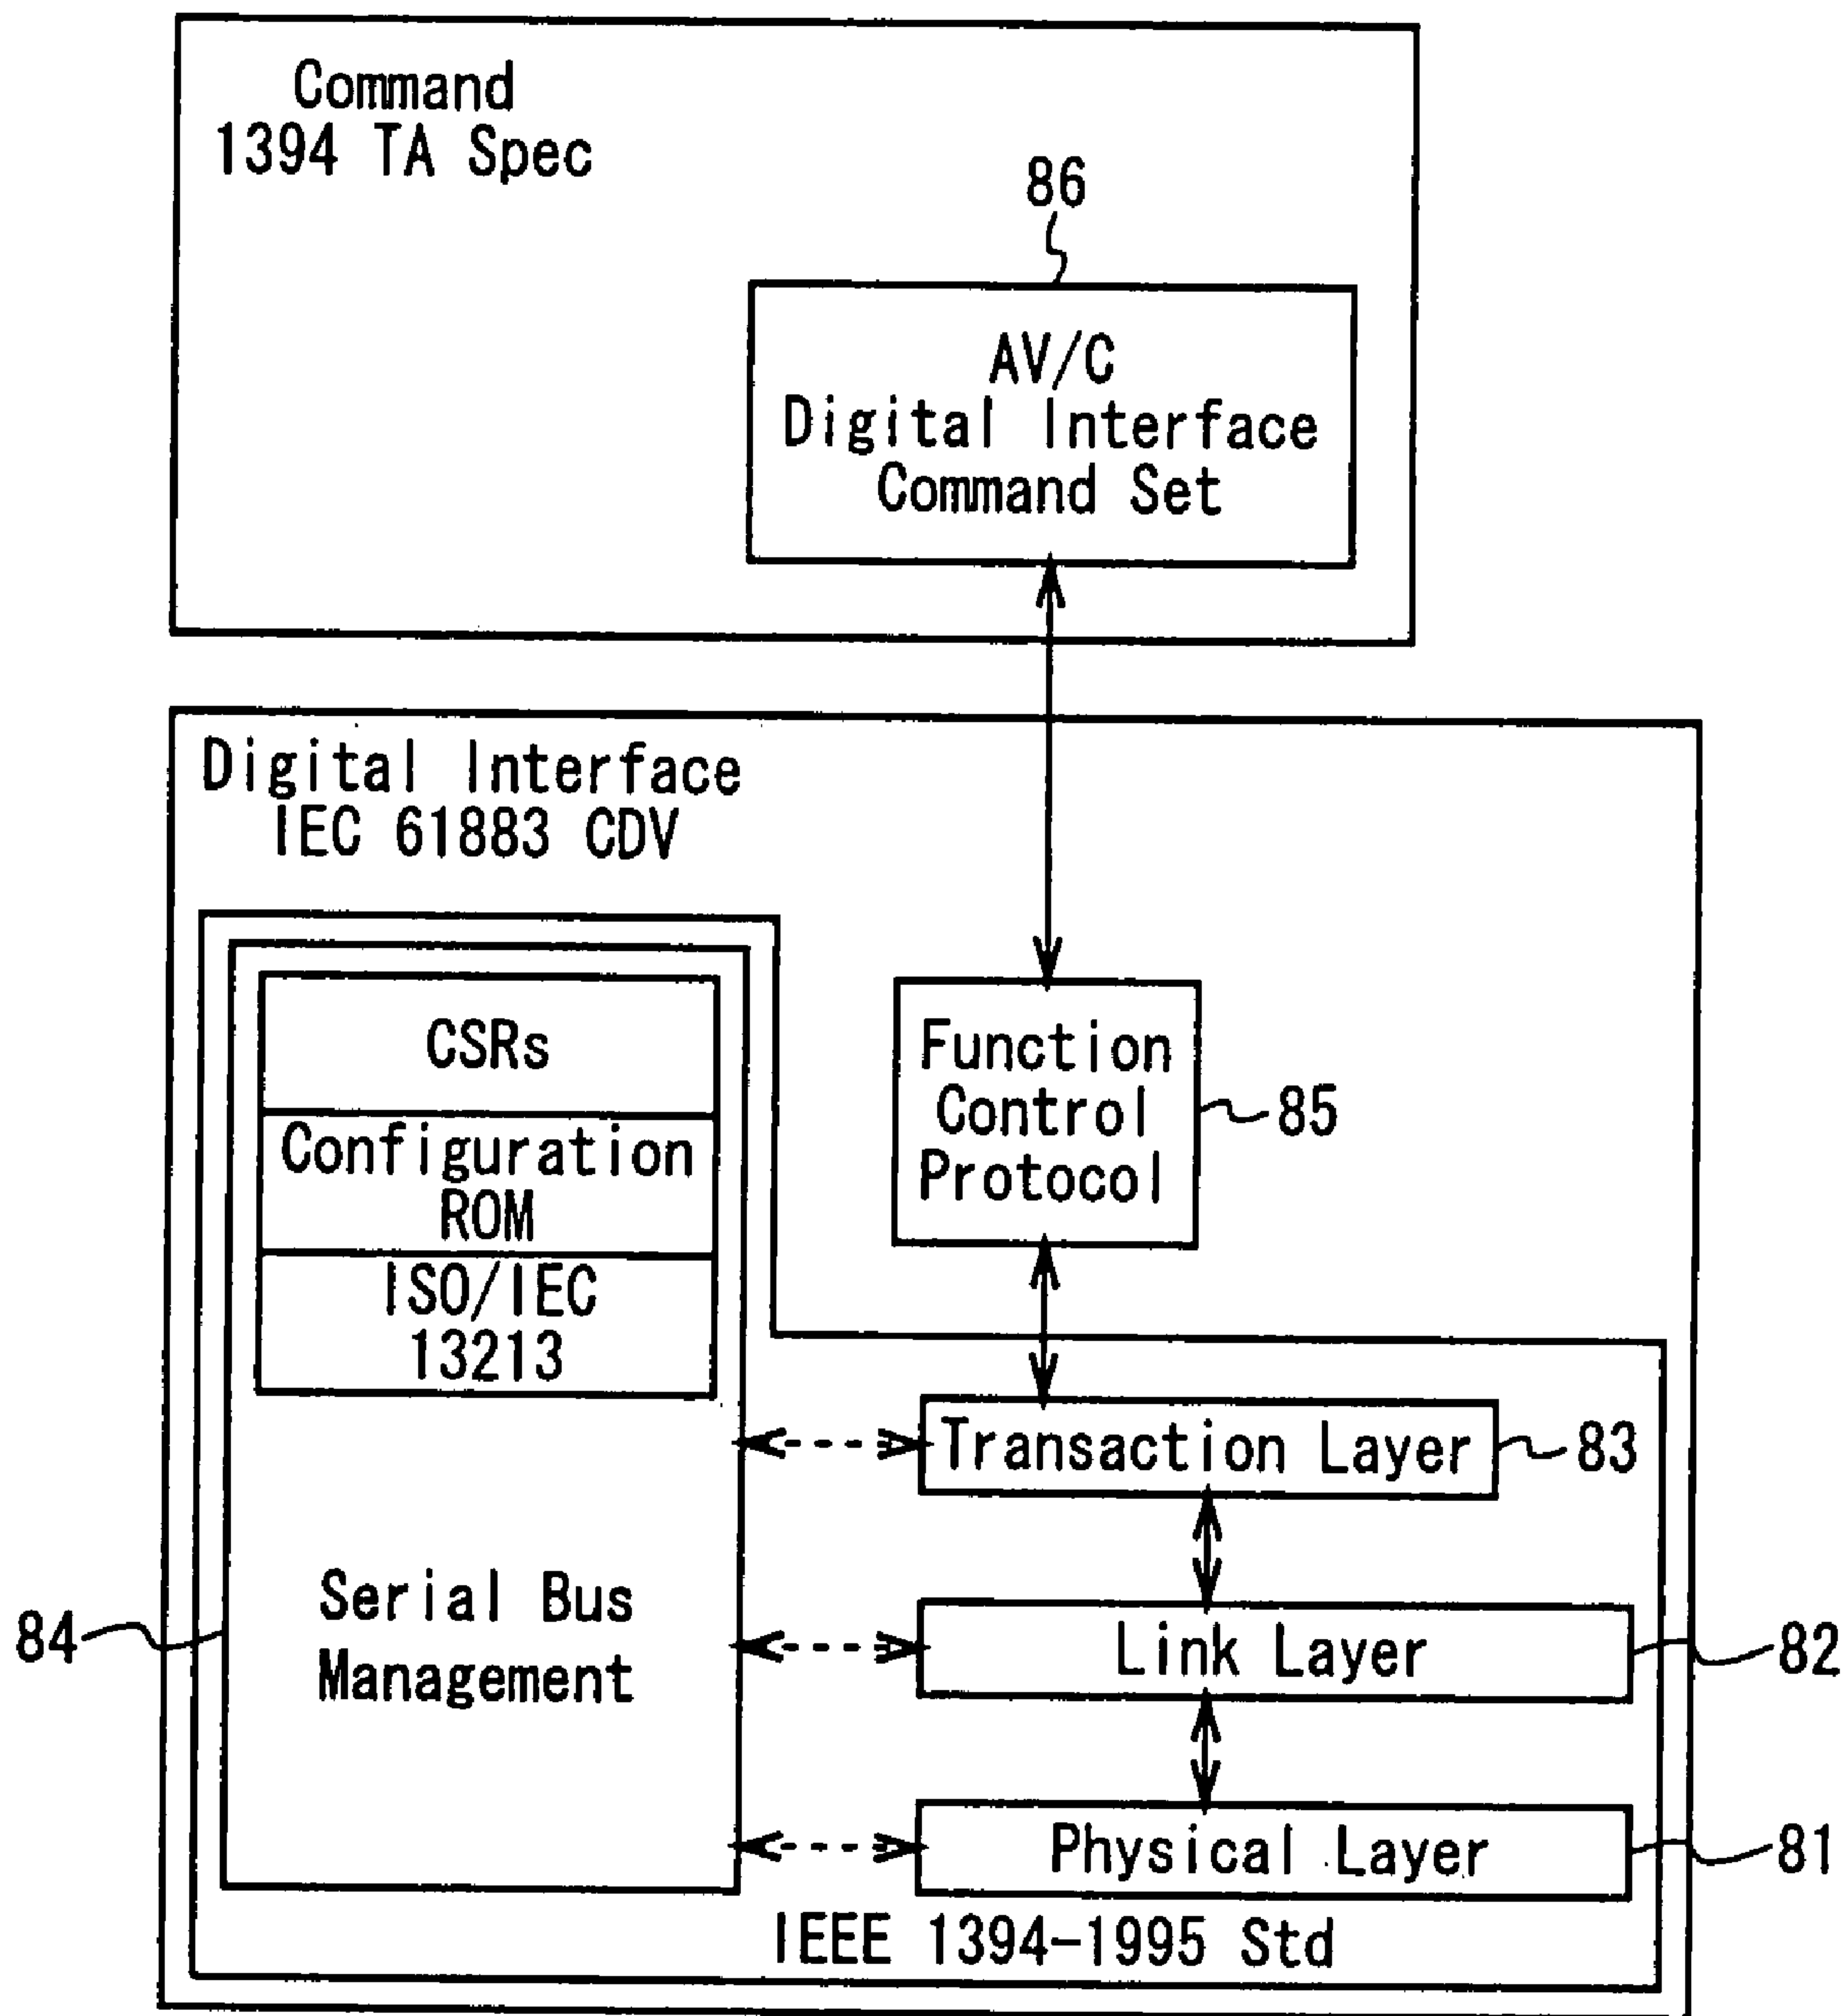 Command
1394 TA Spec
86
AV/C
Digital Interface
Command Set
Digital Interface
IEC 61883 CDV
CSRs
Configuration
ROM
ISO/IEC
13213
Function
Control
Protocol
85
Transaction Layer
83
Serial Bus
Management
84
Link Layer
82
Physical Layer
81
IEEE 1394-1995 Std